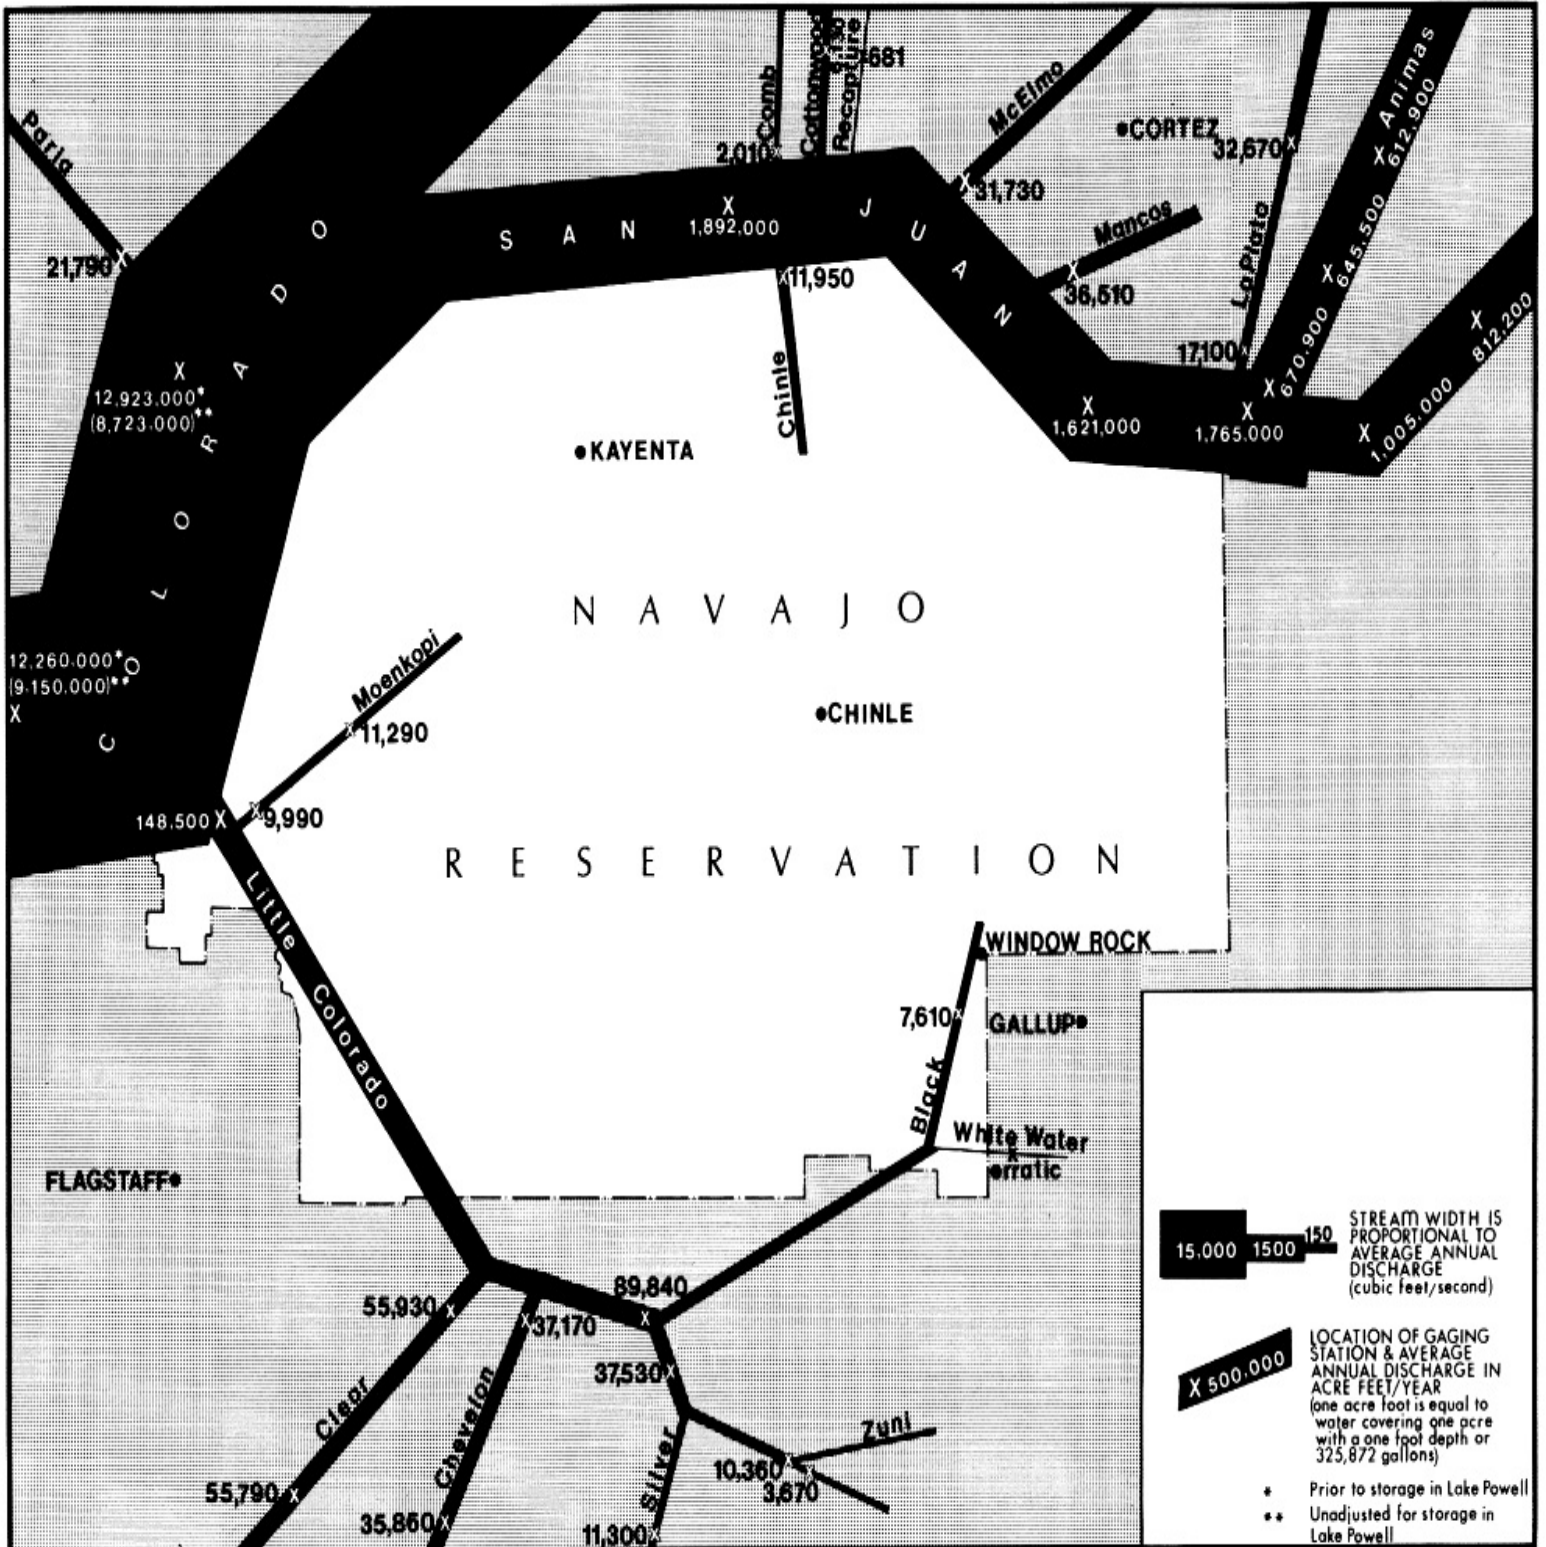 Paria
21,790
Comb
2,010
Cottonwood
Recapture
681
McElmo
31,730
CORTEZ
32,670
Animas
612,900
Mancos
36,510
LaPlata
17,100
645,500
670,900
812,200
1,005,000
1,765,000
1,621,000
SAN JUAN
1,892,000
11,950
Chinle
COLORADO
12,923,000*
(8,723,000)**
12,260,000*
(9,150,000)**
KAYENTA
NAVAJO
CHINLE
Moenkopi
11,290
9,990
148,500
RESERVATION
Little Colorado
WINDOW ROCK
7,610
GALLUP
Black
White Water
erratic
FLAGSTAFF
89,840
55,930
37,170
37,530
Clear
Chevelon
Silver
Zuni
10,360
3,670
55,790
35,860
11,300
15,000 1500 150
STREAM WIDTH IS
PROPORTIONAL TO
AVERAGE ANNUAL
DISCHARGE
(cubic feet/second)
X 500,000
LOCATION OF GAGING
STATION & AVERAGE
ANNUAL DISCHARGE IN
ACRE FEET/YEAR
(one acre foot is equal to
water covering one acre
with a one foot depth or
325,872 gallons)
* Prior to storage in Lake Powell
** Unadjusted for storage in
Lake Powell